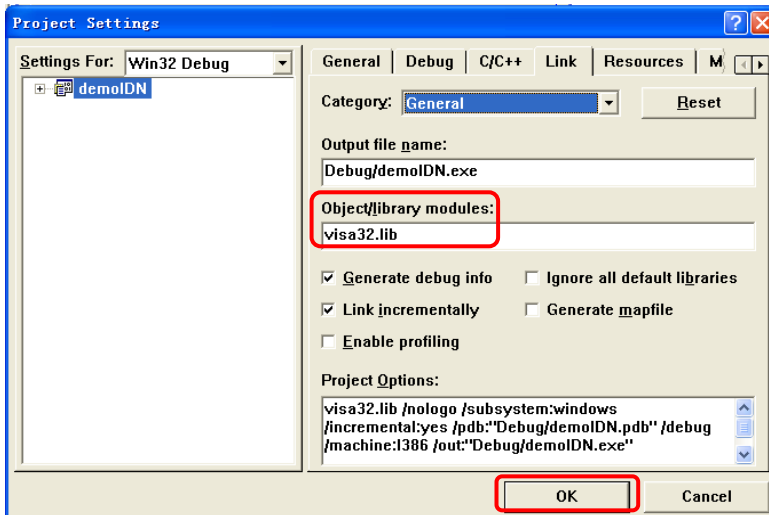 Project Settings
Settings For: Win32 Debug
demoIDN
General Debug C/C++ Link Resources M
Category: General Reset
Output file name:
Debug/demoIDN.exe
Object/library modules:
visa32.lib
Generate debug info Ignore all default libraries
Link incrementally Generate mapfile
Enable profiling
Project Options:
visa32.lib /nologo /subsystem:windows
/incremental:yes /pdb:"Debug/demoIDN.pdb" /debug
/machine:I386 /out:"Debug/demoIDN.exe"
OK Cancel